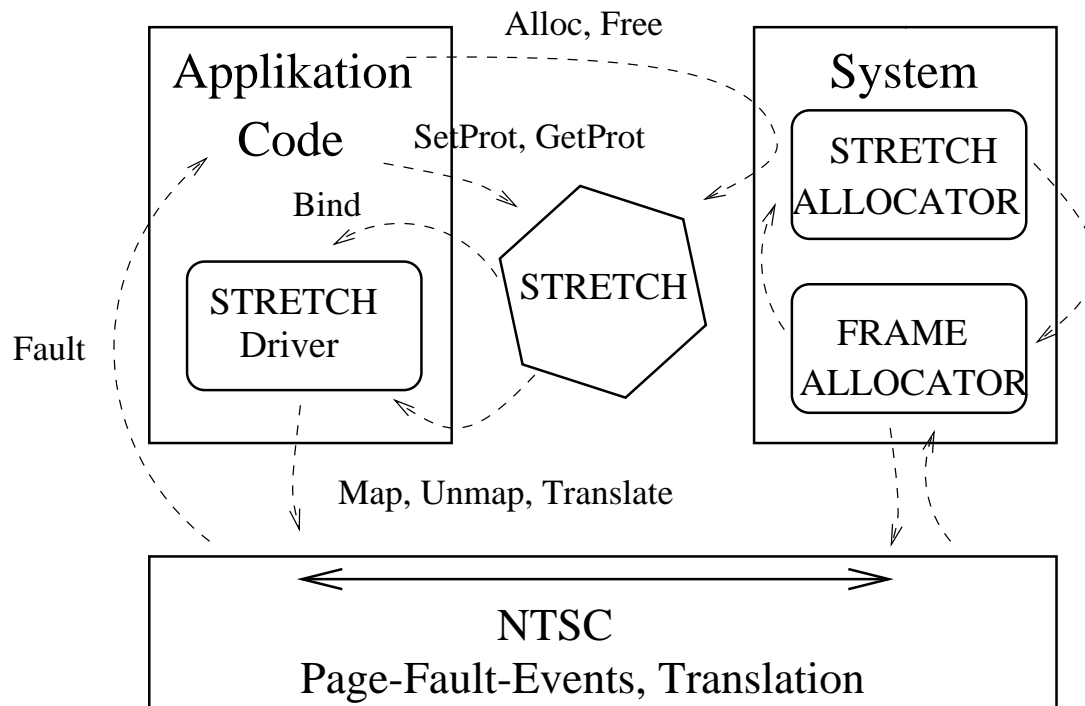 Alloc, Free
Applikation
Code
System
SetProt, GetProt
STRETCH
ALLOCATOR
Bind
STRETCH
STRETCH
Driver
Fault
FRAME
ALLOCATOR
Map, Unmap, Translate
NTSC
Page-Fault-Events, Translation